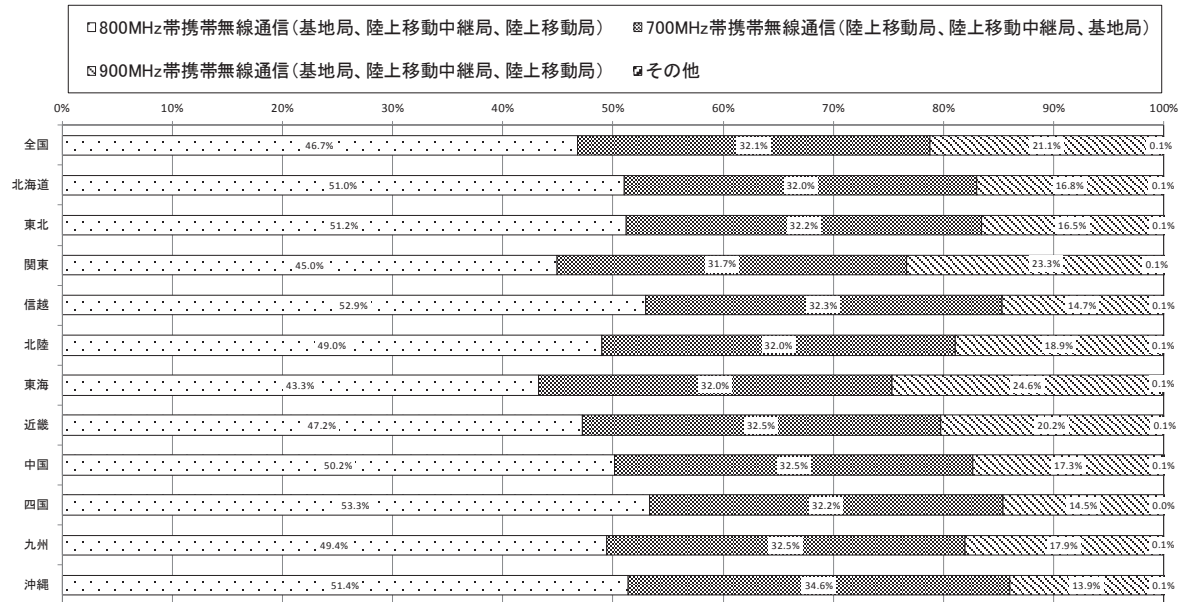 800MHz帯携帯無線通信(基地局、陸上移動中継局、陸上移動局) 700MHz帯携帯無線通信(陸上移動局、陸上移動中継局、基地局)
900MHz帯携帯無線通信(基地局、陸上移動中継局、陸上移動局) その他
0% 10% 20% 30% 40% 50% 60% 70% 80% 90% 100%
全国 46.7% 32.1% 21.1% 0.1%
北海道 51.0% 32.0% 16.8% 0.1%
東北 51.2% 32.2% 16.5% 0.1%
関東 45.0% 31.7% 23.3% 0.1%
信越 52.9% 32.3% 14.7% 0.1%
北陸 49.0% 32.0% 18.9% 0.1%
東海 43.3% 32.0% 24.6% 0.1%
近畿 47.2% 32.5% 20.2% 0.1%
中国 50.2% 32.5% 17.3% 0.1%
四国 53.3% 32.2% 14.5% 0.0%
九州 49.4% 32.5% 17.9% 0.1%
沖縄 51.4% 34.6% 13.9% 0.1%